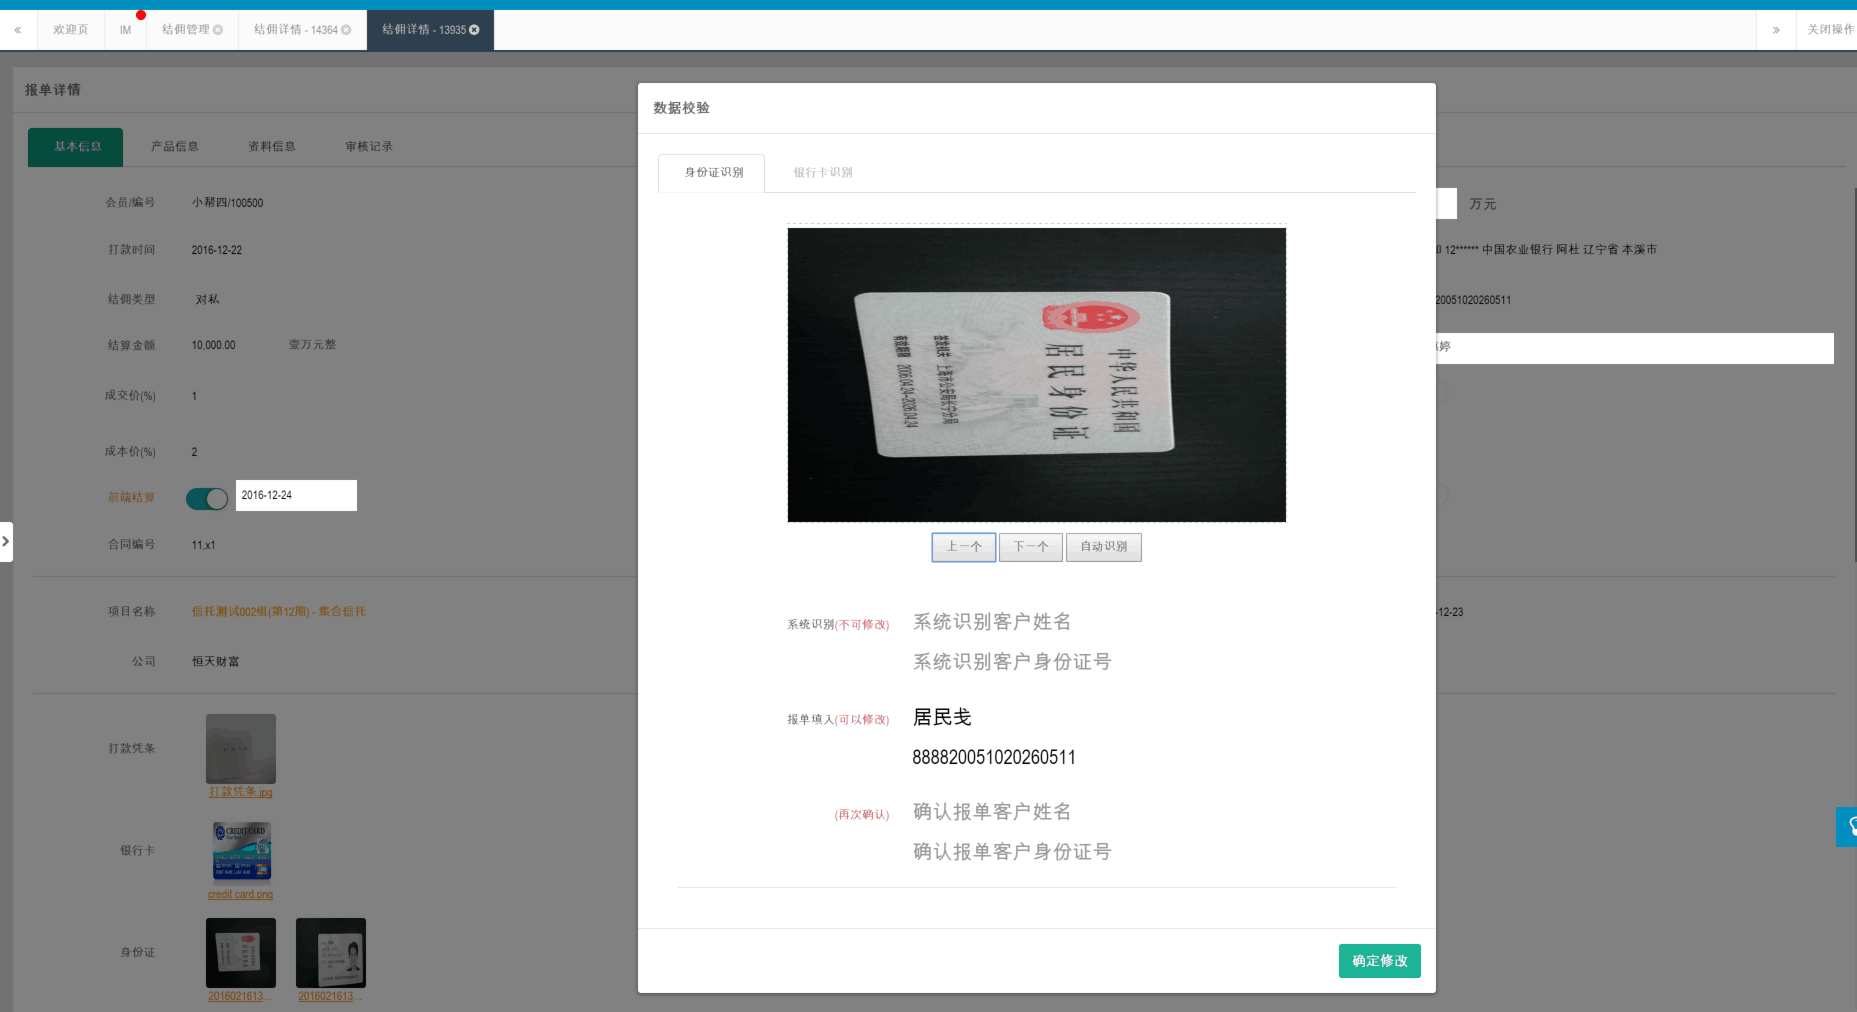 «
欢迎页
IM
结佣管理
结佣详情 - 14364
结佣详情 - 13935
»
关闭操作
报单详情
基本信息
产品信息
资料信息
审核记录
会员/编号
小帮四/100500
万元
打款时间
2016-12-22
12****** 中国农业银行 阿杜 辽宁省 本溪市
结佣类型
对私
20051020260511
结算金额
10,000.00
壹万元整
婷
成交价(%)
1
成本价(%)
2
前端结算
2016-12-24
合同编号
11,x1
项目名称
信托测试002组(第12期) - 集合信托
-12-23
公司
恒天财富
打款凭条
打款凭条.jpg
银行卡
CREDIT CARD
credit card.png
身份证
2016021613...
2016021613...
数据校验
身份证识别
银行卡识别
中华人民共和国
居民身份证
签发机关 上海市公安局长宁分局
有效期限 2006.04.24-2026.04.24
上一个
下一个
自动识别
系统识别(不可修改)
系统识别客户姓名
系统识别客户身份证号
报单填入(可以修改)
居民戋
888820051020260511
(再次确认)
确认报单客户姓名
确认报单客户身份证号
确定修改